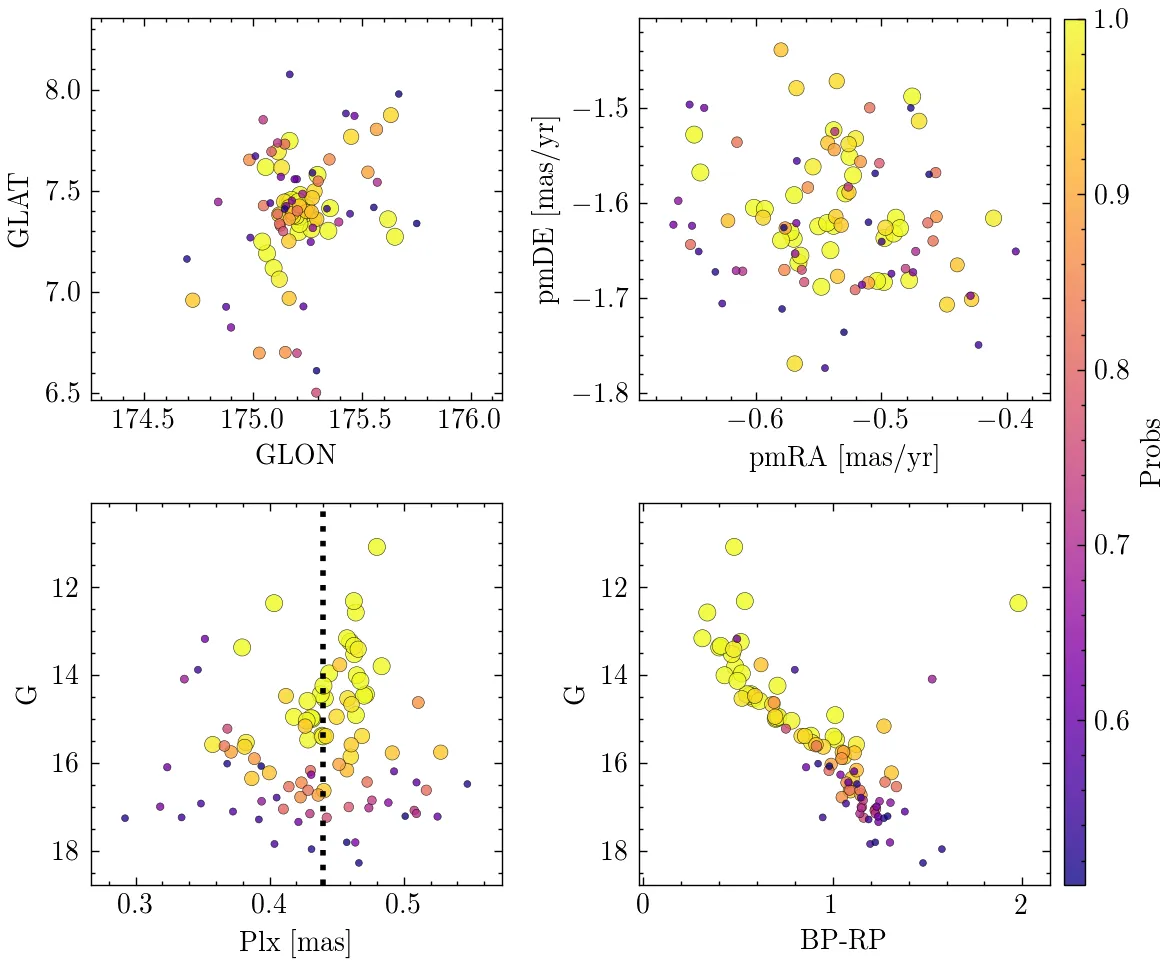 8.0
7.5
7.0
6.5
GLAT
174.5 175.0 175.5 176.0
GLON
−1.5
−1.6
−1.7
−1.8
pmDE [mas/yr]
−0.6 −0.5 −0.4
pmRA [mas/yr]
12
14
16
18
G
0.3 0.4 0.5
Plx [mas]
12
14
16
18
G
0 1 2
BP-RP
1.0
0.9
0.8
0.7
0.6
Probs